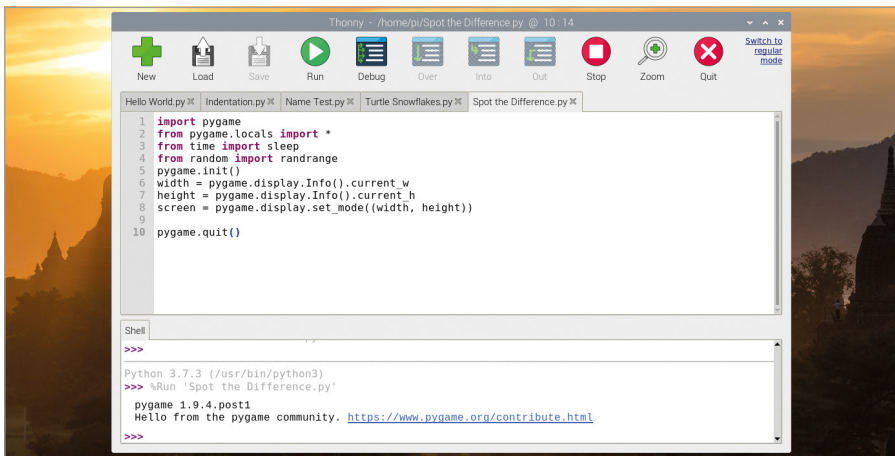 Thonny - /home/pi/Spot the Difference.py @ 10:14
New Load Save Run Debug Over Into Out Stop Zoom Quit
Switch to
regular
mode
Hello World.py Indentation.py Name Test.py Turtle Snowflakes.py Spot the Difference.py
1 import pygame
2 from pygame.locals import *
3 from time import sleep
4 from random import randrange
5 pygame.init()
6 width = pygame.display.Info().current_w
7 height = pygame.display.Info().current_h
8 screen = pygame.display.set_mode((width, height))
9
10 pygame.quit()
Shell
>>>
Python 3.7.3 (/usr/bin/python3)
>>> %Run 'Spot the Difference.py'
pygame 1.9.4.post1
Hello from the pygame community. https://www.pygame.org/contribute.html
>>>